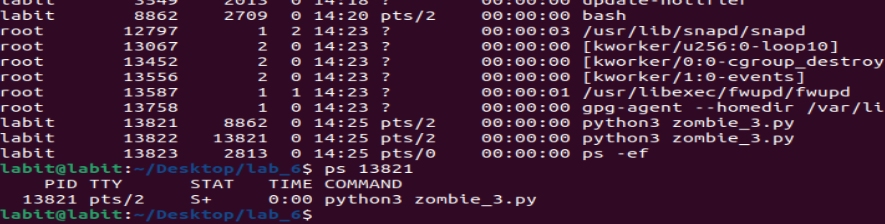 labit 3549 2013 0 14:18 ? 00:00:00 update-notifier
labit 8862 2709 0 14:20 pts/2 00:00:00 bash
root 12797 1 2 14:23 ? 00:00:03 /usr/lib/snapd/snapd
root 13067 2 0 14:23 ? 00:00:00 [kworker/u256:0-loop10]
root 13452 2 0 14:23 ? 00:00:00 [kworker/0:0-cgroup_destroy
root 13556 2 0 14:23 ? 00:00:00 [kworker/1:0-events]
root 13587 1 1 14:23 ? 00:00:01 /usr/libexec/fwupd/fwupd
root 13758 1 0 14:23 ? 00:00:00 gpg-agent --homedir /var/li
labit 13821 8862 0 14:25 pts/2 00:00:00 python3 zombie_3.py
labit 13822 13821 0 14:25 pts/2 00:00:00 python3 zombie_3.py
labit 13823 2813 0 14:25 pts/0 00:00:00 ps -ef
labit@labit:~/Desktop/lab_6$ ps 13821
PID TTY STAT TIME COMMAND
13821 pts/2 S+ 0:00 python3 zombie_3.py
labit@labit:~/Desktop/lab_6$